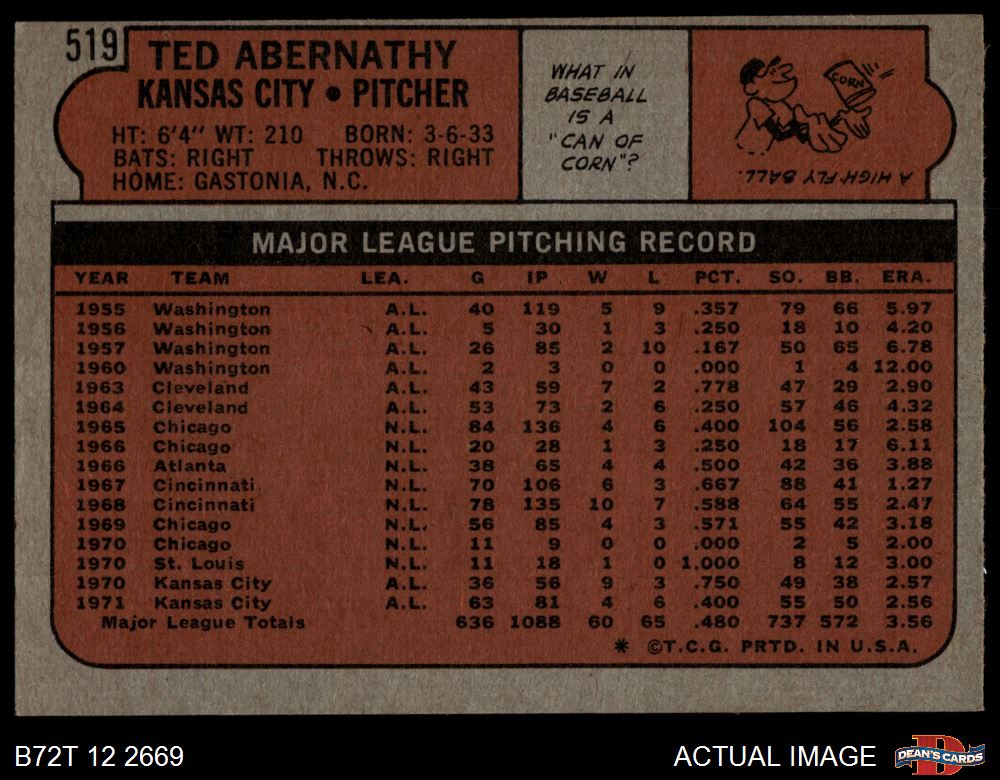 519
TED ABERNATHY
KANSAS CITY • PITCHER
HT: 6'4" WT: 210 BORN: 3-6-33
BATS: RIGHT THROWS: RIGHT
HOME: GASTONIA, N.C.
WHAT IN
BASEBALL
IS A
"CAN OF
CORN"?
CORN
A HIGH FLY BALL.
MAJOR LEAGUE PITCHING RECORD
YEAR TEAM LEA. G IP W L PCT. SO. BB. ERA.
1955 Washington A.L. 40 119 5 9 .357 79 66 5.97
1956 Washington A.L. 5 30 1 3 .250 18 10 4.20
1957 Washington A.L. 26 85 2 10 .167 50 65 6.78
1960 Washington A.L. 2 3 0 0 .000 1 4 12.00
1963 Cleveland A.L. 43 59 7 2 .778 47 29 2.90
1964 Cleveland A.L. 53 73 2 6 .250 57 46 4.32
1965 Chicago N.L. 84 136 4 6 .400 104 56 2.58
1966 Chicago N.L. 20 28 1 3 .250 18 17 6.11
1966 Atlanta N.L. 38 65 4 4 .500 42 36 3.88
1967 Cincinnati N.L. 70 106 6 3 .667 88 41 1.27
1968 Cincinnati N.L. 78 135 10 7 .588 64 55 2.47
1969 Chicago N.L. 56 85 4 3 .571 55 42 3.18
1970 Chicago N.L. 11 9 0 0 .000 2 5 2.00
1970 St. Louis N.L. 11 18 1 0 1.000 8 12 3.00
1970 Kansas City A.L. 36 56 9 3 .750 49 38 2.57
1971 Kansas City A.L. 63 81 4 6 .400 55 50 2.56
Major League Totals 636 1088 60 65 .480 737 572 3.56
* ©T.C.G. PRTD. IN U.S.A.
B72T 12 2669
ACTUAL IMAGE
DEAN'S CARDS